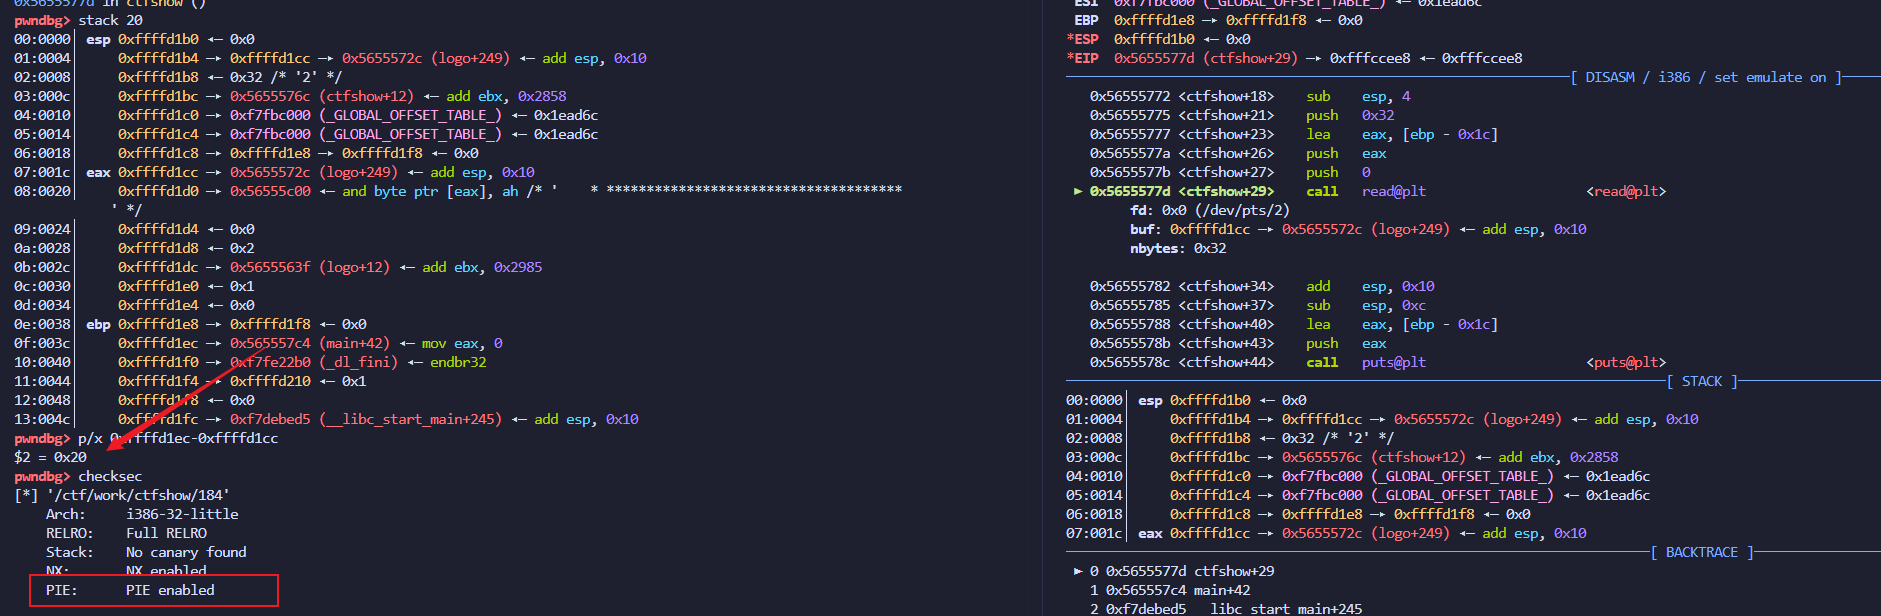 0x5655577d in ctfshow ()
pwndbg> stack 20
00:0000│ esp 0xffffd1b0 ◂— 0x0
01:0004│     0xffffd1b4 —▸ 0xffffd1cc —▸ 0x5655572c (logo+249) ◂— add esp, 0x10
02:0008│     0xffffd1b8 ◂— 0x32 /* '2' */
03:000c│     0xffffd1bc —▸ 0x5655576c (ctfshow+12) ◂— add ebx, 0x2858
04:0010│     0xffffd1c0 —▸ 0xf7fbc000 (_GLOBAL_OFFSET_TABLE_) ◂— 0x1ead6c
05:0014│     0xffffd1c4 —▸ 0xf7fbc000 (_GLOBAL_OFFSET_TABLE_) ◂— 0x1ead6c
06:0018│     0xffffd1c8 —▸ 0xffffd1e8 —▸ 0xffffd1f8 ◂— 0x0
07:001c│ eax 0xffffd1cc —▸ 0x5655572c (logo+249) ◂— add esp, 0x10
08:0020│     0xffffd1d0 —▸ 0x56555c00 ◂— and byte ptr [eax], ah /* '    * *************************************
' */
09:0024│     0xffffd1d4 ◂— 0x0
0a:0028│     0xffffd1d8 ◂— 0x2
0b:002c│     0xffffd1dc —▸ 0x5655563f (logo+12) ◂— add ebx, 0x2985
0c:0030│     0xffffd1e0 ◂— 0x1
0d:0034│     0xffffd1e4 ◂— 0x0
0e:0038│ ebp 0xffffd1e8 —▸ 0xffffd1f8 ◂— 0x0
0f:003c│     0xffffd1ec —▸ 0x565557c4 (main+42) ◂— mov eax, 0
10:0040│     0xffffd1f0 —▸ 0xf7fe22b0 (_dl_fini) ◂— endbr32
11:0044│     0xffffd1f4 —▸ 0xffffd210 ◂— 0x1
12:0048│     0xffffd1f8 ◂— 0x0
13:004c│     0xffffd1fc —▸ 0xf7debed5 (__libc_start_main+245) ◂— add esp, 0x10
pwndbg> p/x 0xffffd1ec-0xffffd1cc
$2 = 0x20
pwndbg> checksec
[*] '/ctf/work/ctfshow/184'
Arch:     i386-32-little
RELRO:    Full RELRO
Stack:    No canary found
NX:       NX enabled
PIE:      PIE enabled
ESI  0xf7fbc000 (_GLOBAL_OFFSET_TABLE_) ◂— 0x1ead6c
EBP  0xffffd1e8 —▸ 0xffffd1f8 ◂— 0x0
*ESP  0xffffd1b0 ◂— 0x0
*EIP  0x5655577d (ctfshow+29) —▸ 0xfffccee8 ◂— 0xfffccee8
[ DISASM / i386 / set emulate on ]
0x56555772 <ctfshow+18>    sub    esp, 4
0x56555775 <ctfshow+21>    push   0x32
0x56555777 <ctfshow+23>    lea    eax, [ebp - 0x1c]
0x5655577a <ctfshow+26>    push   eax
0x5655577b <ctfshow+27>    push   0
► 0x5655577d <ctfshow+29>    call   read@plt                    <read@plt>
fd: 0x0 (/dev/pts/2)
buf: 0xffffd1cc —▸ 0x5655572c (logo+249) ◂— add esp, 0x10
nbytes: 0x32
0x56555782 <ctfshow+34>    add    esp, 0x10
0x56555785 <ctfshow+37>    sub    esp, 0xc
0x56555788 <ctfshow+40>    lea    eax, [ebp - 0x1c]
0x5655578b <ctfshow+43>    push   eax
0x5655578c <ctfshow+44>    call   puts@plt                    <puts@plt>
[ STACK ]
00:0000│ esp 0xffffd1b0 ◂— 0x0
01:0004│     0xffffd1b4 —▸ 0xffffd1cc —▸ 0x5655572c (logo+249) ◂— add esp, 0x10
02:0008│     0xffffd1b8 ◂— 0x32 /* '2' */
03:000c│     0xffffd1bc —▸ 0x5655576c (ctfshow+12) ◂— add ebx, 0x2858
04:0010│     0xffffd1c0 —▸ 0xf7fbc000 (_GLOBAL_OFFSET_TABLE_) ◂— 0x1ead6c
05:0014│     0xffffd1c4 —▸ 0xf7fbc000 (_GLOBAL_OFFSET_TABLE_) ◂— 0x1ead6c
06:0018│     0xffffd1c8 —▸ 0xffffd1e8 —▸ 0xffffd1f8 ◂— 0x0
07:001c│ eax 0xffffd1cc —▸ 0x5655572c (logo+249) ◂— add esp, 0x10
[ BACKTRACE ]
► 0 0x5655577d ctfshow+29
1 0x565557c4 main+42
2 0xf7debed5 __libc_start_main+245